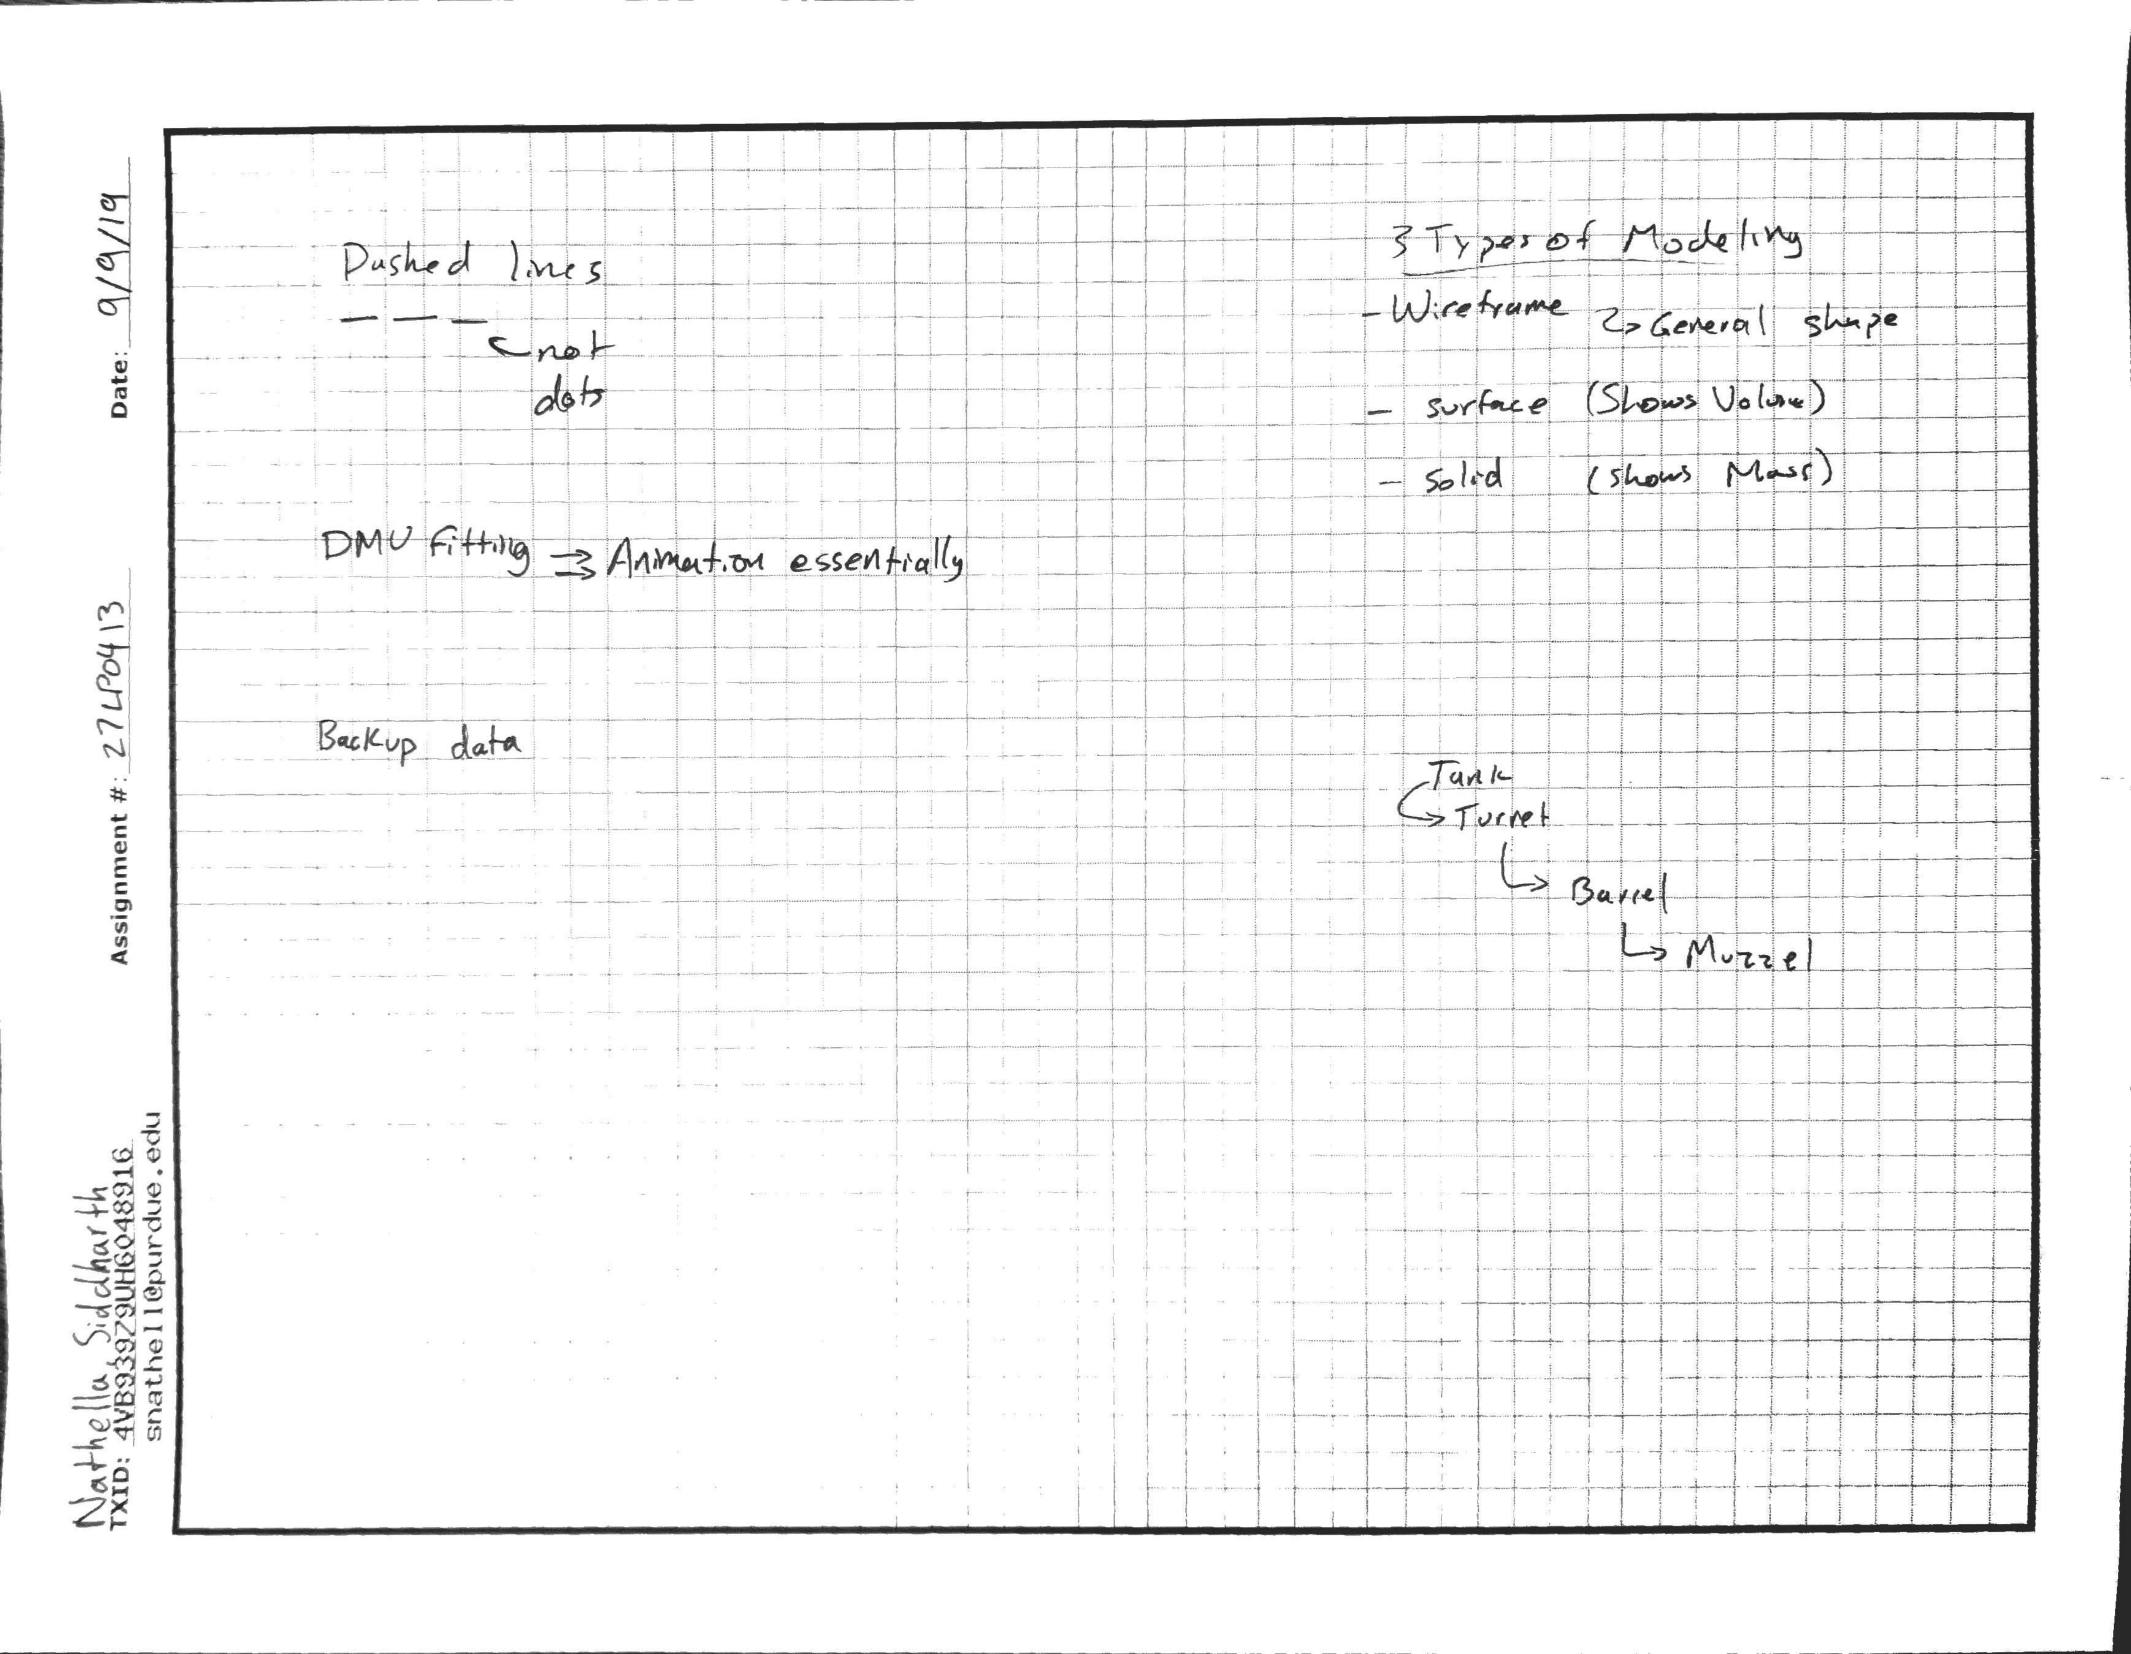 Date: 9/9/19
Assignment #: 27LP0413
Nathella, Siddharth
TXID: 4VB939Z9UHG048916
snathell@purdue.edu
Dashed lines
not
dots
DMU Fitting ⇒ Animation essentially
Backup data
3 Types of Modeling
- Wireframe → General shape
- surface (Shows Volume)
- Solid (shows Mass)
Tank
→ Turret
→ Barrel
→ Muzzel